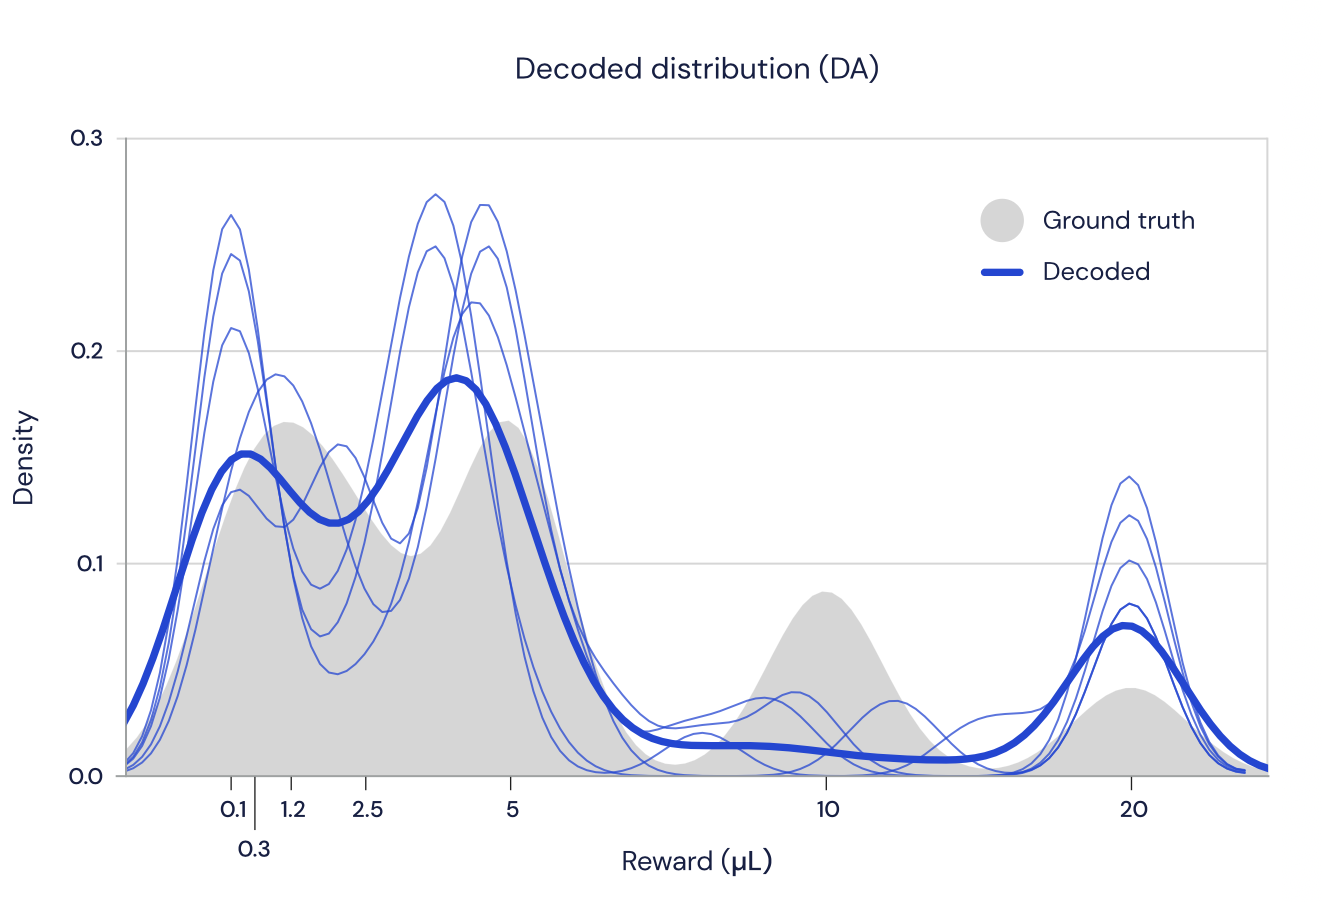 Decoded distribution (DA)
0.3
Ground truth
Decoded
0.2
Density
0.1
0.0
0.1 1.2 2.5 5 10 20
0.3
Reward (µL)